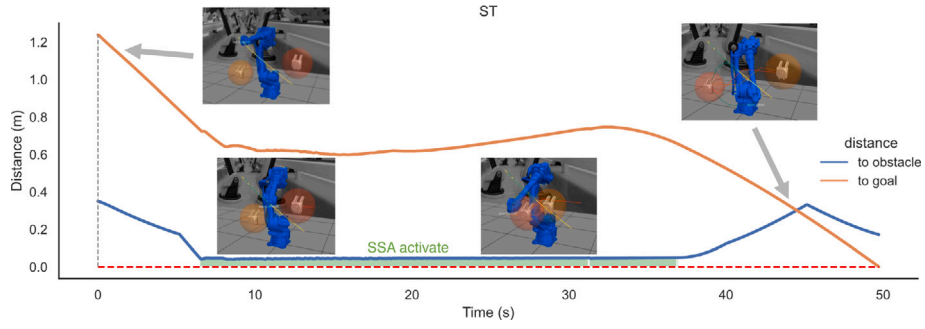 ST
1.2
1.0
0.8
0.6
0.4
0.2
0.0
Distance (m)
distance
to obstacle
to goal
SSA activate
0
10
20
30
40
50
Time (s)